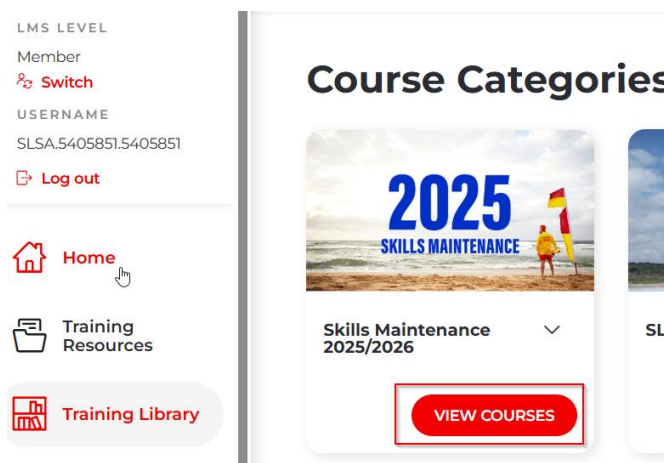 LMS LEVEL
Member
Switch
USERNAME
SLSA.5405851.5405851
Log out
Home
Training
Resources
Training Library
Course Categories
2025
SKILLS MAINTENANCE
Skills Maintenance
2025/2026
VIEW COURSES
SL